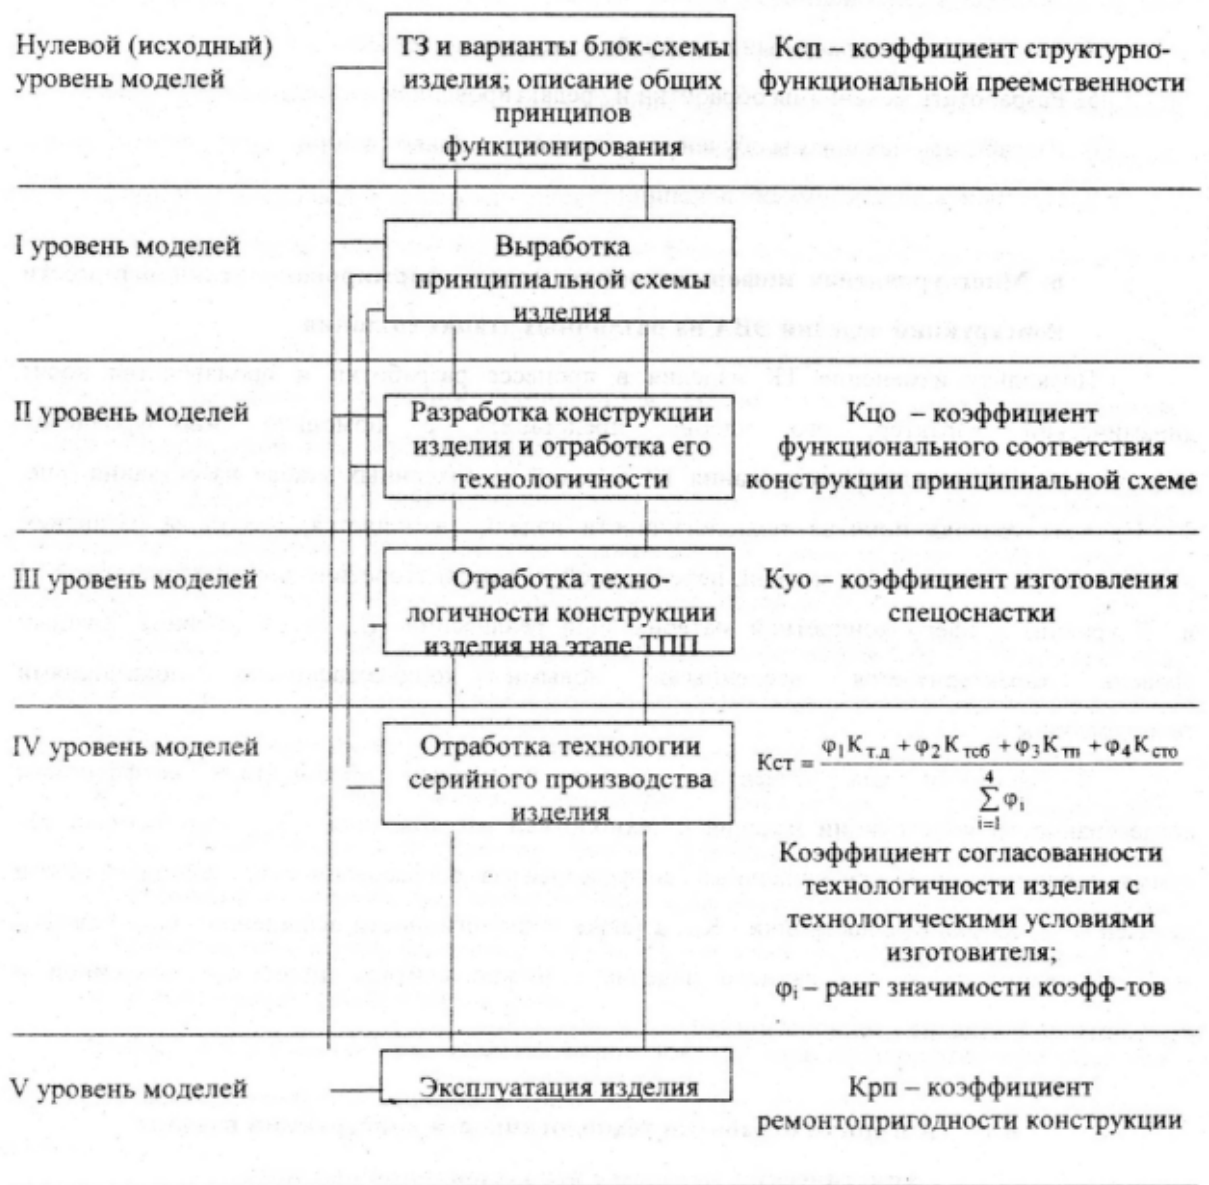 Нулевой (исходный)
уровень моделей
ТЗ и варианты блок-схемы
изделия; описание общих
принципов
функционирования
Ксп – коэффициент структурно-
функциональной преемственности
I уровень моделей
Выработка
принципиальной схемы
изделия
II уровень моделей
Разработка конструкции
изделия и отработка его
технологичности
Кцо – коэффициент
функционального соответствия
конструкции принципиальной схеме
III уровень моделей
Отработка техно-
логичности конструкции
изделия на этапе ТПП
Куо – коэффициент изготовления
спецоснастки
IV уровень моделей
Отработка технологии
серийного производства
изделия
Кст = (φ₁Кт.д + φ₂Ктсб + φ₃Ктп + φ₄Ксто) / ∑ φᵢ
4
i=1
Коэффициент согласованности
технологичности изделия с
технологическими условиями
изготовителя;
φᵢ – ранг значимости коэфф-тов
V уровень моделей
Эксплуатация изделия
Крп – коэффициент
ремонтопригодности конструкции